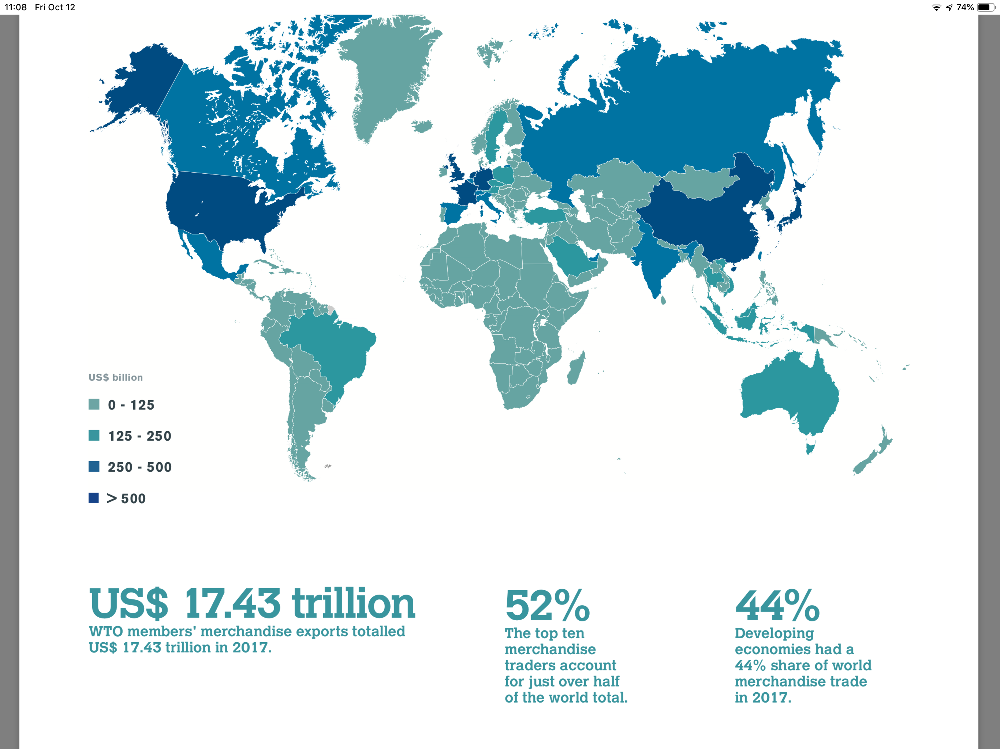 11:08 Fri Oct 12
74%
US$ billion
0 - 125
125 - 250
250 - 500
> 500
US$ 17.43 trillion
WTO members' merchandise exports totalled
US$ 17.43 trillion in 2017.
52%
The top ten
merchandise
traders account
for just over half
of the world total.
44%
Developing
economies had a
44% share of world
merchandise trade
in 2017.